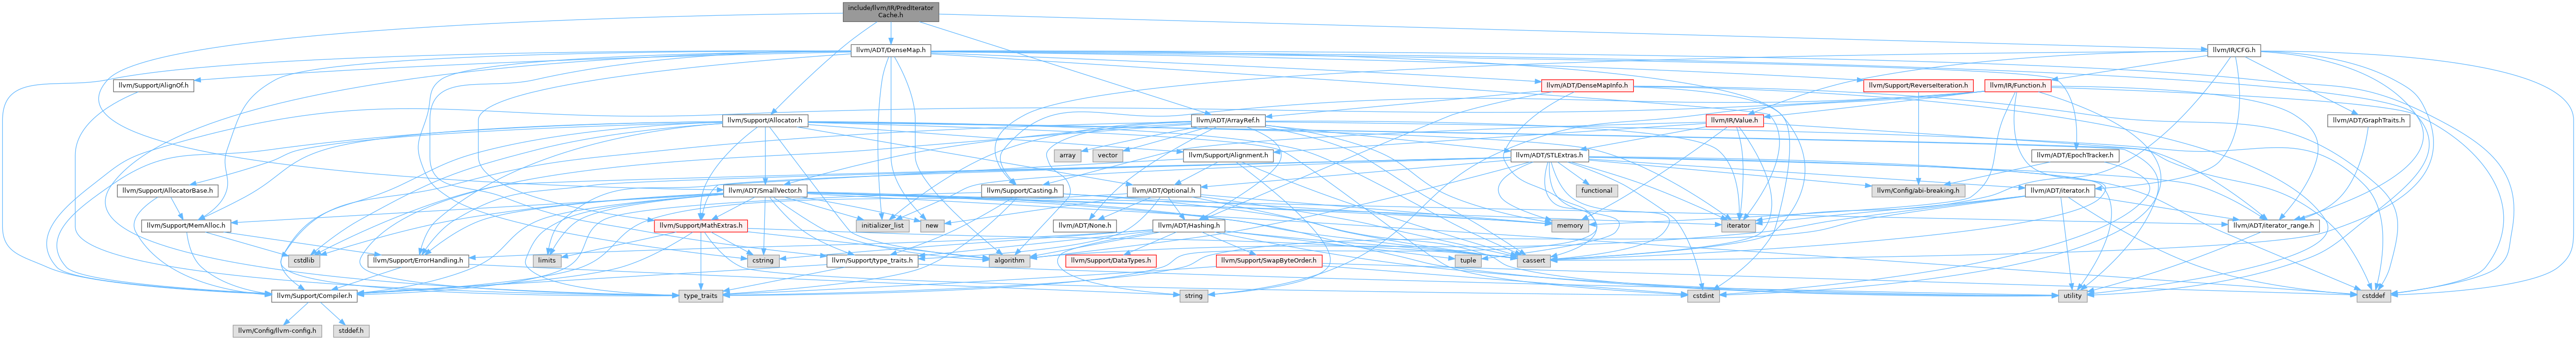 include/llvm/IR/PredIterator
Cache.h
llvm/ADT/DenseMap.h
llvm/IR/CFG.h
llvm/Support/AlignOf.h
llvm/ADT/DenseMapInfo.h
llvm/Support/ReverseIteration.h
llvm/IR/Function.h
llvm/Support/Allocator.h
llvm/ADT/ArrayRef.h
llvm/IR/Value.h
llvm/ADT/GraphTraits.h
array
vector
llvm/Support/Alignment.h
llvm/ADT/STLExtras.h
llvm/ADT/EpochTracker.h
llvm/Support/AllocatorBase.h
llvm/ADT/SmallVector.h
llvm/Support/Casting.h
llvm/ADT/Optional.h
functional
llvm/Config/abi-breaking.h
llvm/ADT/iterator.h
llvm/Support/MemAlloc.h
llvm/Support/MathExtras.h
initializer_list
new
llvm/ADT/None.h
llvm/ADT/Hashing.h
memory
iterator
llvm/ADT/iterator_range.h
cstdlib
llvm/Support/ErrorHandling.h
limits
cstring
llvm/Support/type_traits.h
algorithm
llvm/Support/DataTypes.h
llvm/Support/SwapByteOrder.h
tuple
cassert
llvm/Support/Compiler.h
type_traits
string
cstdint
utility
cstddef
llvm/Config/llvm-config.h
stddef.h